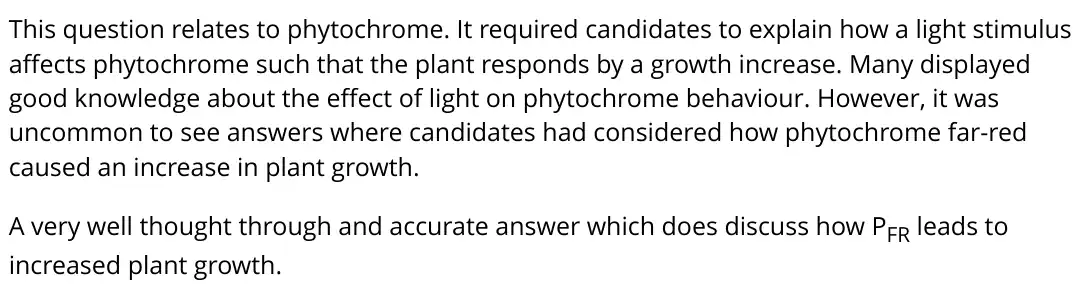 This question relates to phytochrome. It required candidates to explain how a light stimulus
affects phytochrome such that the plant responds by a growth increase. Many displayed
good knowledge about the effect of light on phytochrome behaviour. However, it was
uncommon to see answers where candidates had considered how phytochrome far-red
caused an increase in plant growth.
A very well thought through and accurate answer which does discuss how PFR leads to
increased plant growth.